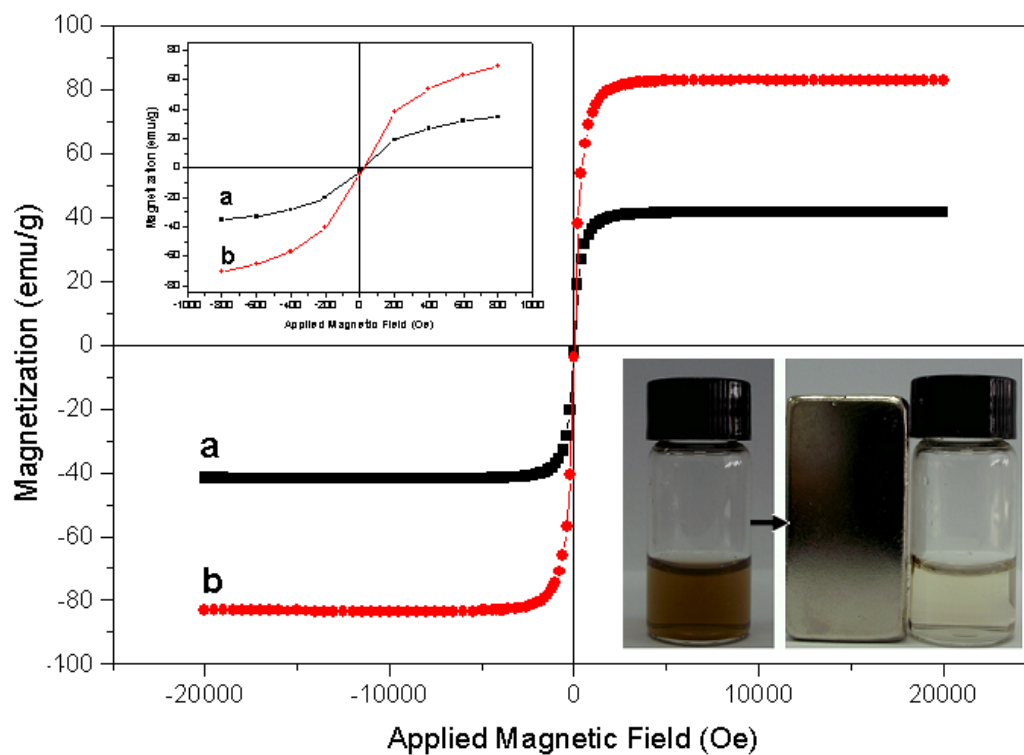 100
80
60
40
20
0
-20
-40
-60
-80
-100
Magnetization (emu/g)
80
60
40
20
0
-20
-40
-60
-80
Magnetization (emu/g)
a
b
-1000 -800 -600 -400 -200 0 200 400 600 800 1000
Applied Magnetic Field (Oe)
a
b
-20000 -10000 0 10000 20000
Applied Magnetic Field (Oe)